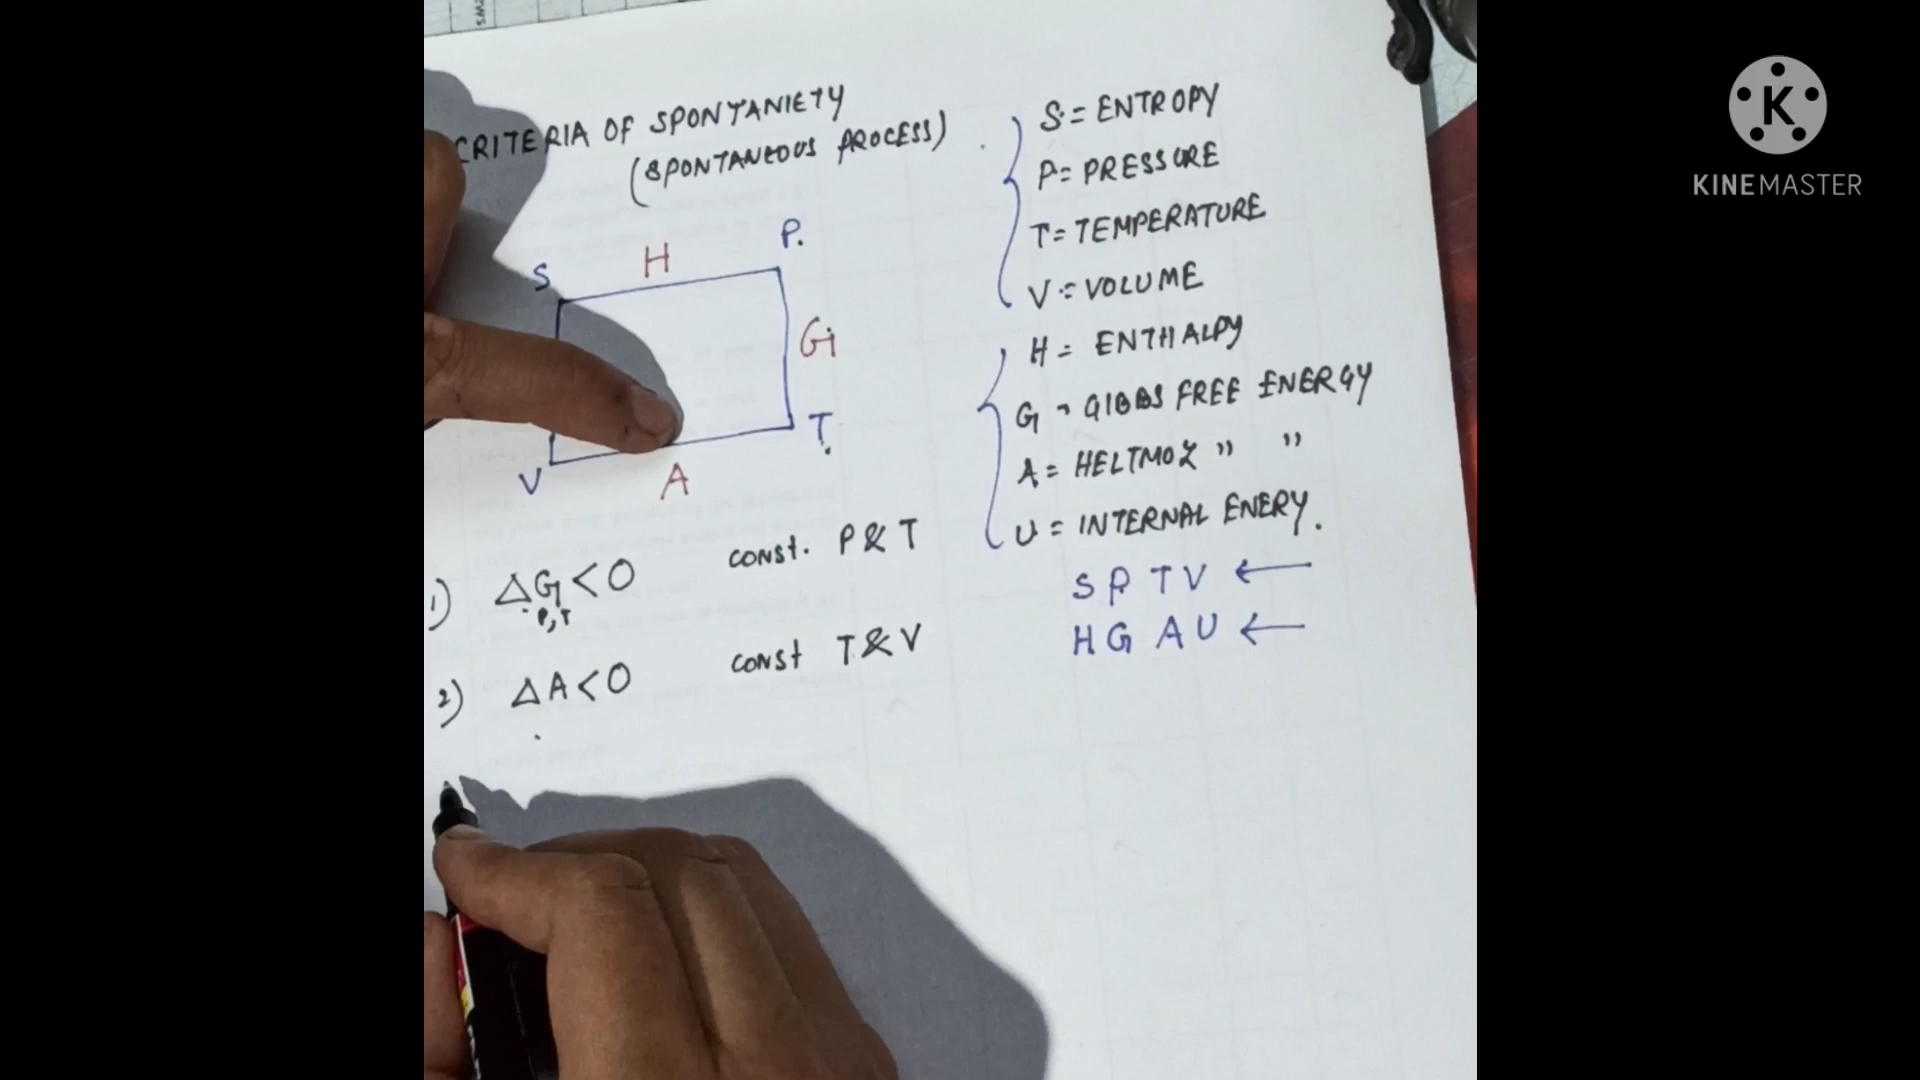 CRITERIA OF SPONTANIETY
(SPONTANEOUS PROCESS)
S H P.
G
V A T
1) ΔG<0 const. P & T
P,T
2) ΔA<0 const T & V
S = ENTROPY
P = PRESSURE
T = TEMPERATURE
V = VOLUME
H = ENTHALPY
G = GIBBS FREE ENERGY
A = HELTMOZ " "
U = INTERNAL ENERY.
S P T V ←
H G A U ←
K
KINEMASTER